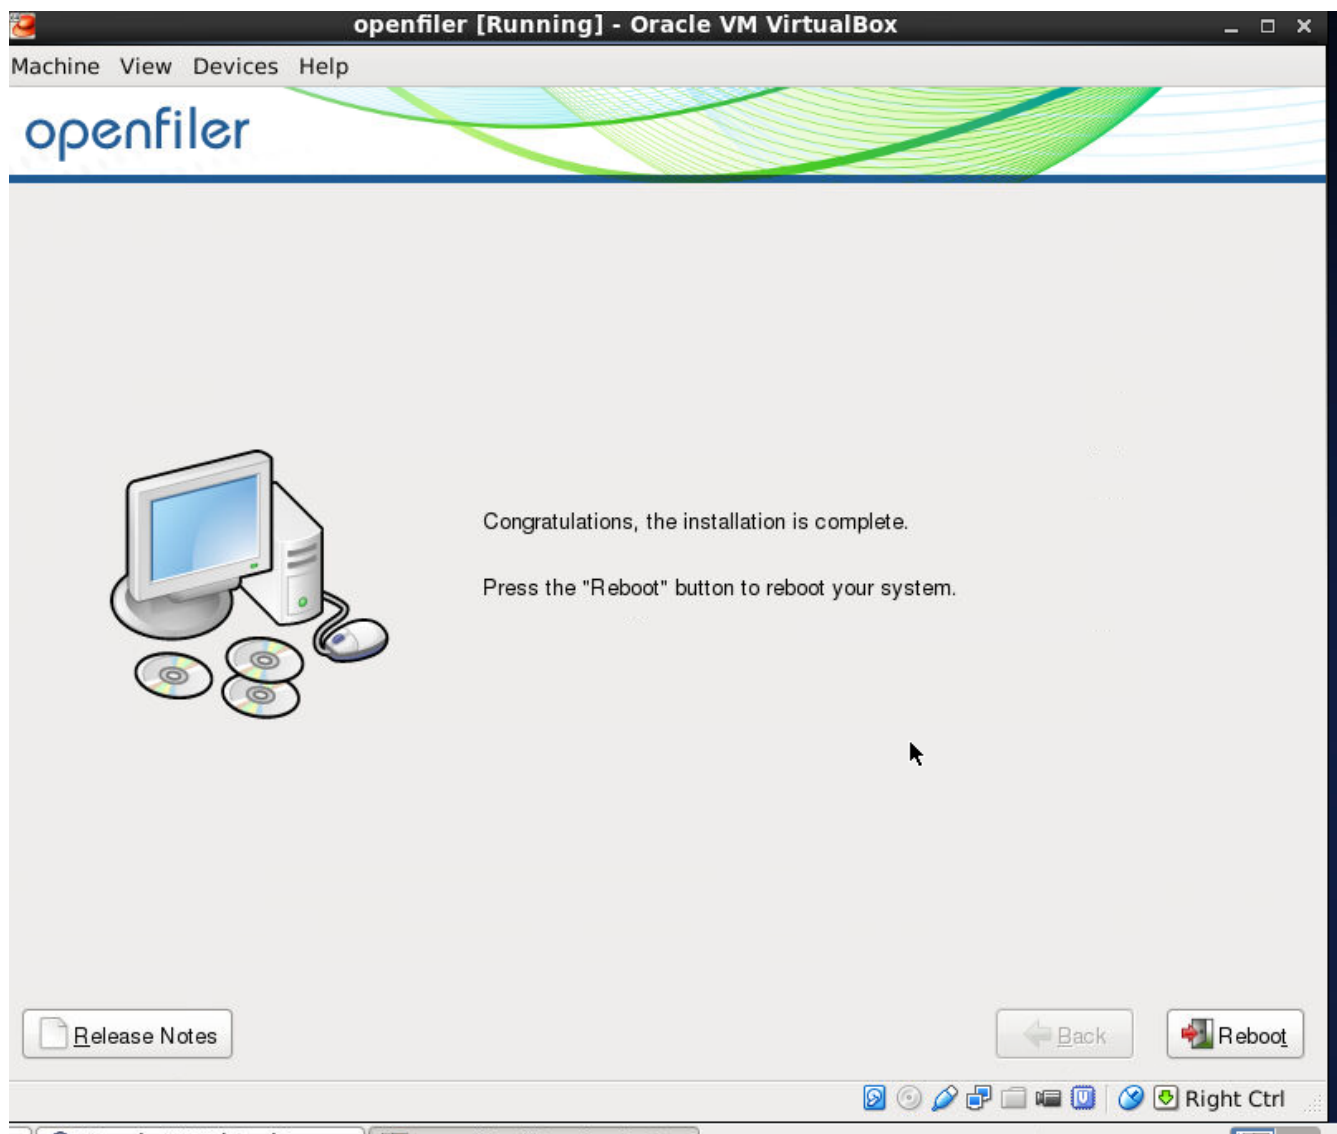 openfiler [Running] - Oracle VM VirtualBox
Machine View Devices Help
openfiler
Congratulations, the installation is complete.
Press the "Reboot" button to reboot your system.
Release Notes
Back
Reboot
Right Ctrl